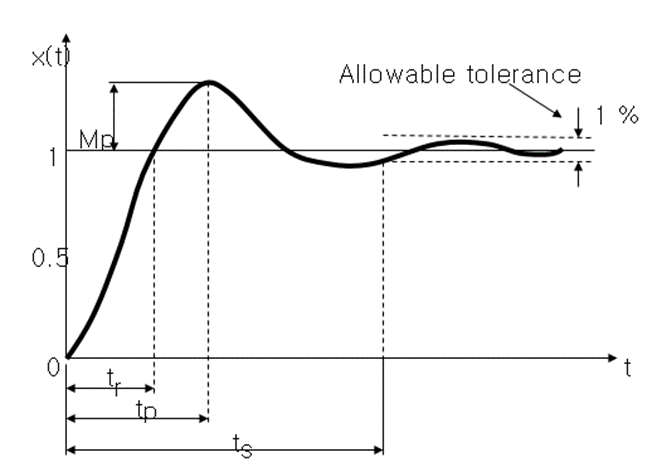 x(t)
Allowable tolerance
1 %
Mp
1
0.5
0
t
tr
tp
ts